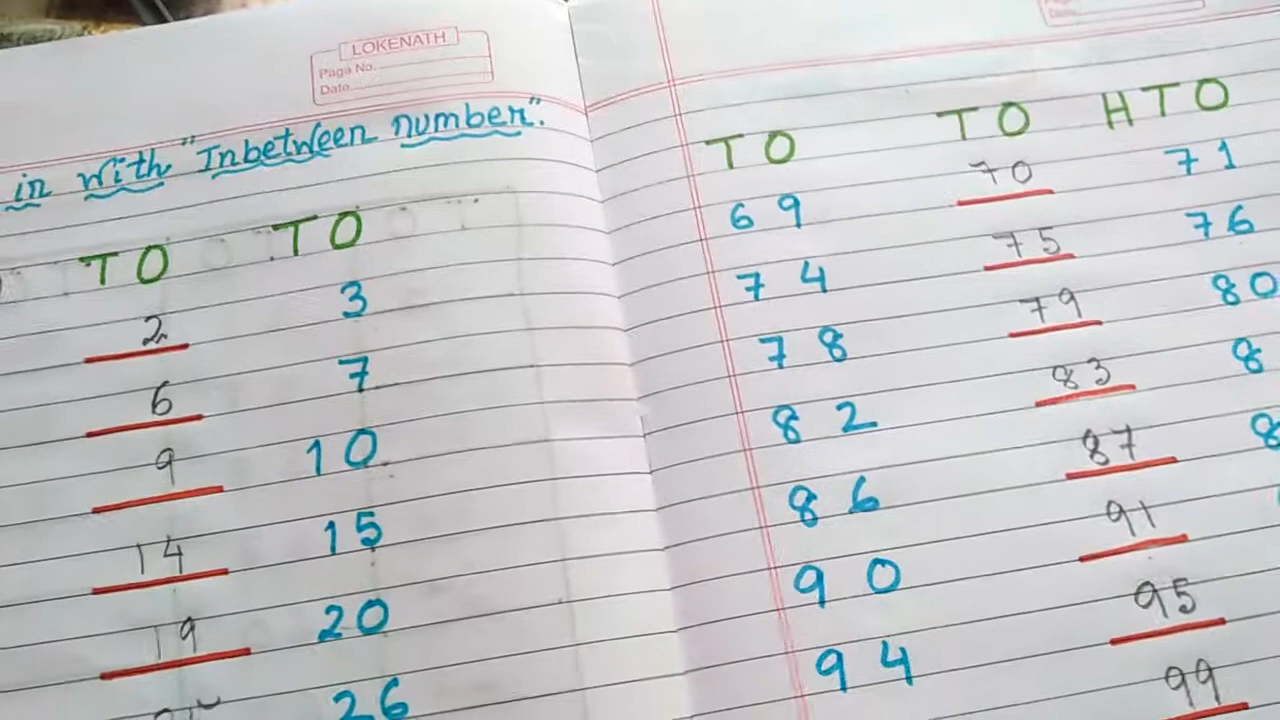 LOKENATH
Page No.
Date
in with "Inbetween number".
TO TO
2 3
6 7
9 10
14 15
19 20
26
TO TO HTO
69 70 71
74 75 76
78 79 80
82 83 8
86 87 8
90 91
94 95
99